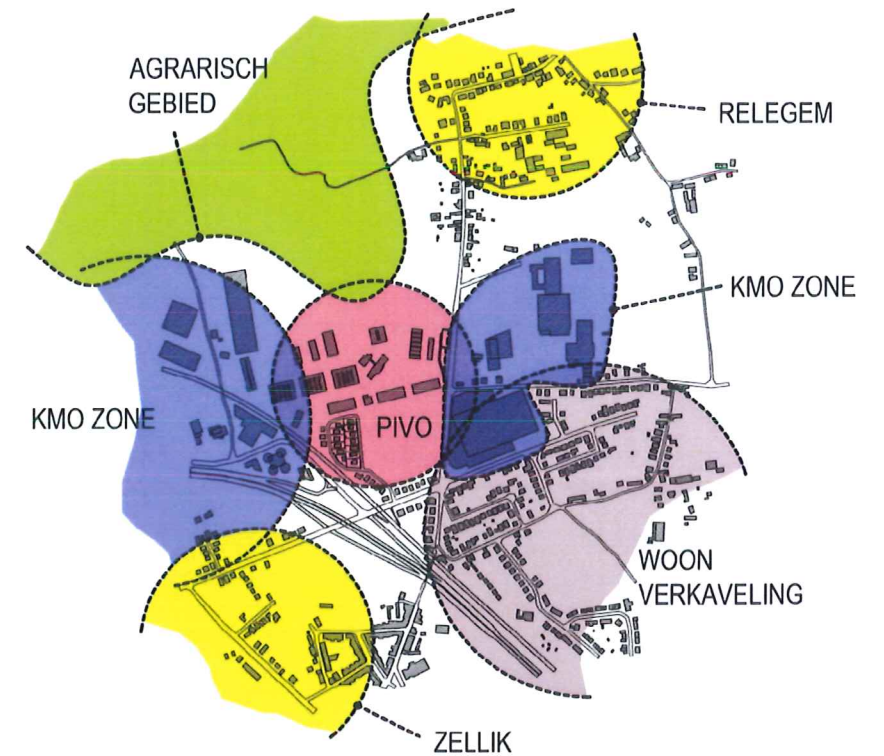 AGRARISCH
GEBIED
RELEGEM
KMO ZONE
KMO ZONE
PIVO
WOON
VERKAVELING
ZELLIK